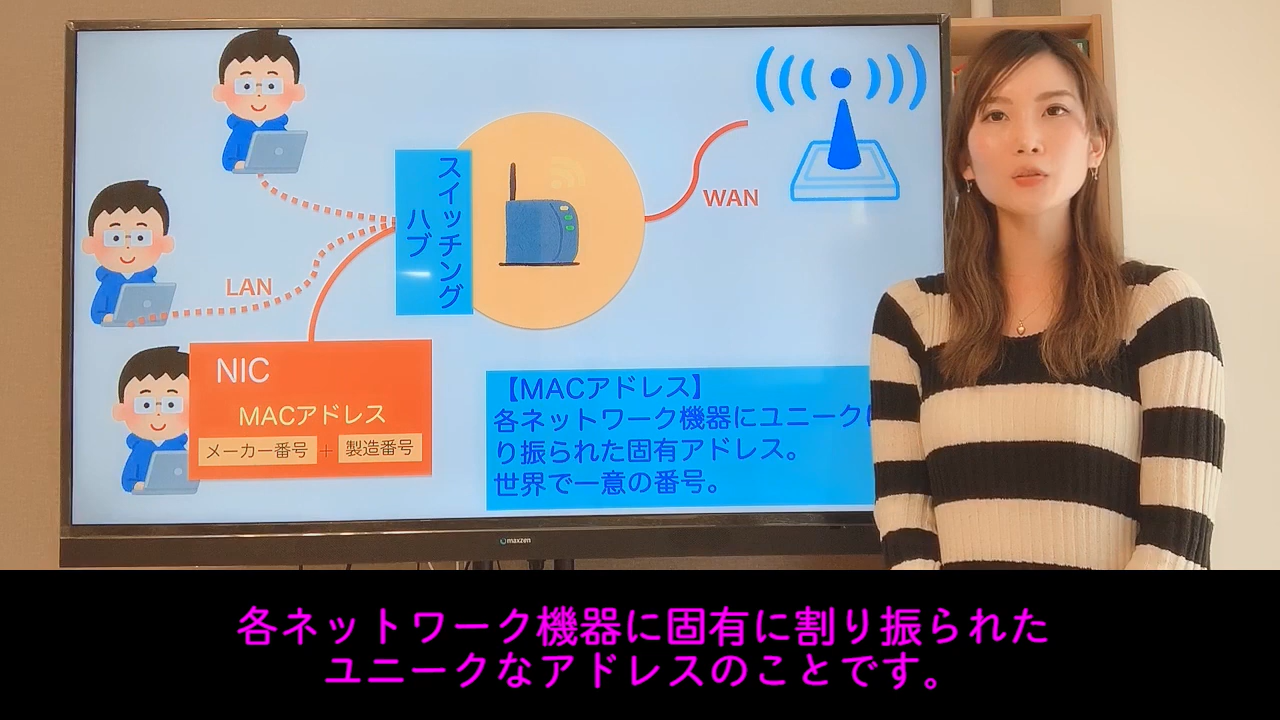 スイッチング
ハブ
WAN
LAN
NIC
MACアドレス
メーカー番号 + 製造番号
【MACアドレス】
各ネットワーク機器にユニークに
り振られた固有アドレス。
世界で一意の番号。
maxzen
各ネットワーク機器に固有に割り振られた
ユニークなアドレスのことです。